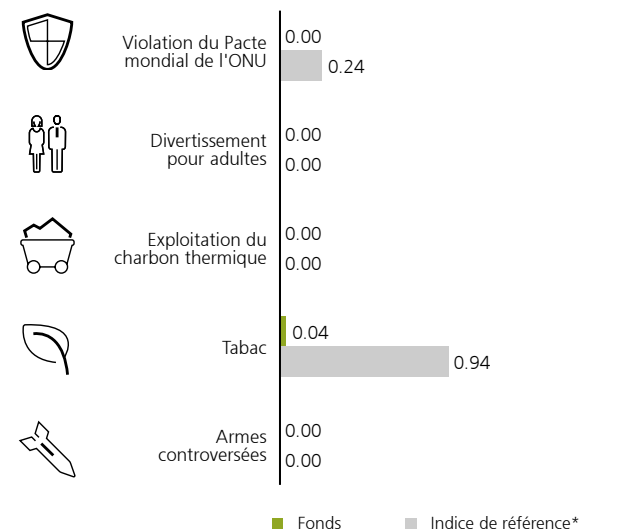 Violation du Pacte
mondial de l'ONU
0.00
0.24
Divertissement
pour adultes
0.00
0.00
Exploitation du
charbon thermique
0.00
0.00
Tabac
0.04
0.94
Armes
controversées
0.00
0.00
Fonds
Indice de référence*